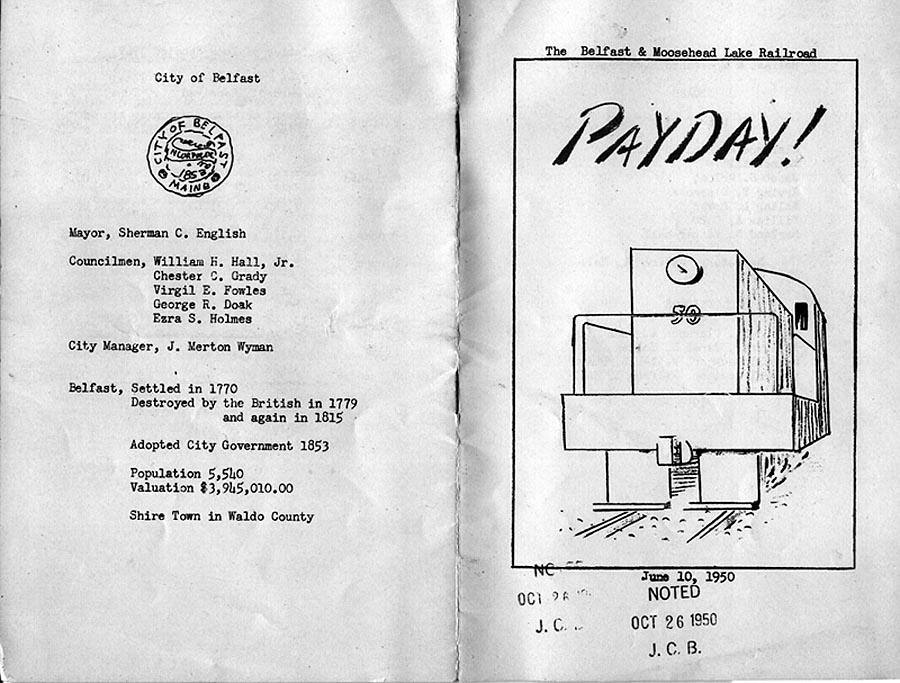 City of Belfast
CITY OF BELFAST
1853
MAINE
Mayor, Sherman C. English
Councilmen, William H. Hall, Jr.
Chester C. Grady
Virgil E. Fowles
George R. Doak
Ezra S. Holmes
City Manager, J. Merton Wyman
Belfast, Settled in 1770
Destroyed by the British in 1779
and again in 1815
Adopted City Government 1853
Population 5,540
Valuation $3,945,010.00
Shire Town in Waldo County
The Belfast & Moosehead Lake Railroad
PAYDAY!
50
June 10, 1950
NOTED
OCT 26 1950
J. C. B.
OCT
J. C.